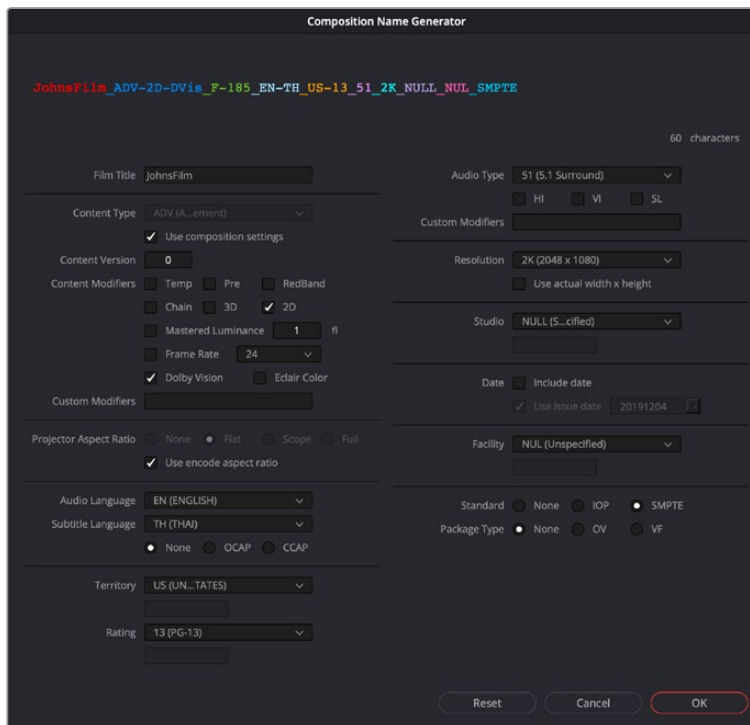 Composition Name Generator
JohnsFilm_ADV-2D-DVis_F-185_EN-TH_US-13_51_2K_NULL_NUL_SMPTE
60 characters
Film Title JohnsFilm
Content Type ADV (A...ement)
Use composition settings
Content Version 0
Content Modifiers Temp Pre RedBand
Chain 3D 2D
Mastered Luminance 1 fl
Frame Rate 24
Dolby Vision Eclair Color
Custom Modifiers
Projector Aspect Ratio None Flat Scope Full
Use encode aspect ratio
Audio Language EN (ENGLISH)
Subtitle Language TH (THAI)
None OCAP CCAP
Territory US (UN...TATES)
Rating 13 (PG-13)
Audio Type 51 (5.1 Surround)
HI VI SL
Custom Modifiers
Resolution 2K (2048 x 1080)
Use actual width x height
Studio NULL (S...cified)
Date Include date
Use Issue date 20191204
Facility NUL (Unspecified)
Standard None IOP SMPTE
Package Type None OV VF
Reset Cancel OK